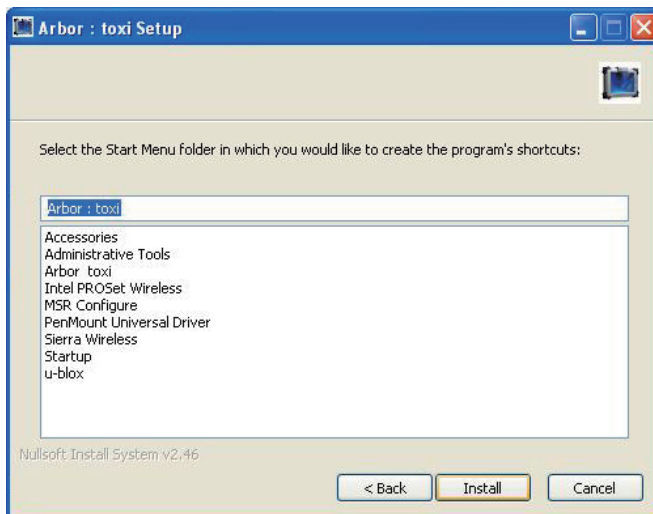 Arbor : toxi Setup
Select the Start Menu folder in which you would like to create the program's shortcuts:
Arbor : toxi
Accessories
Administrative Tools
Arbor  toxi
Intel PROSet Wireless
MSR Configure
PenMount Universal Driver
Sierra Wireless
Startup
u-blox
Nullsoft Install System v2.46
< Back
Install
Cancel